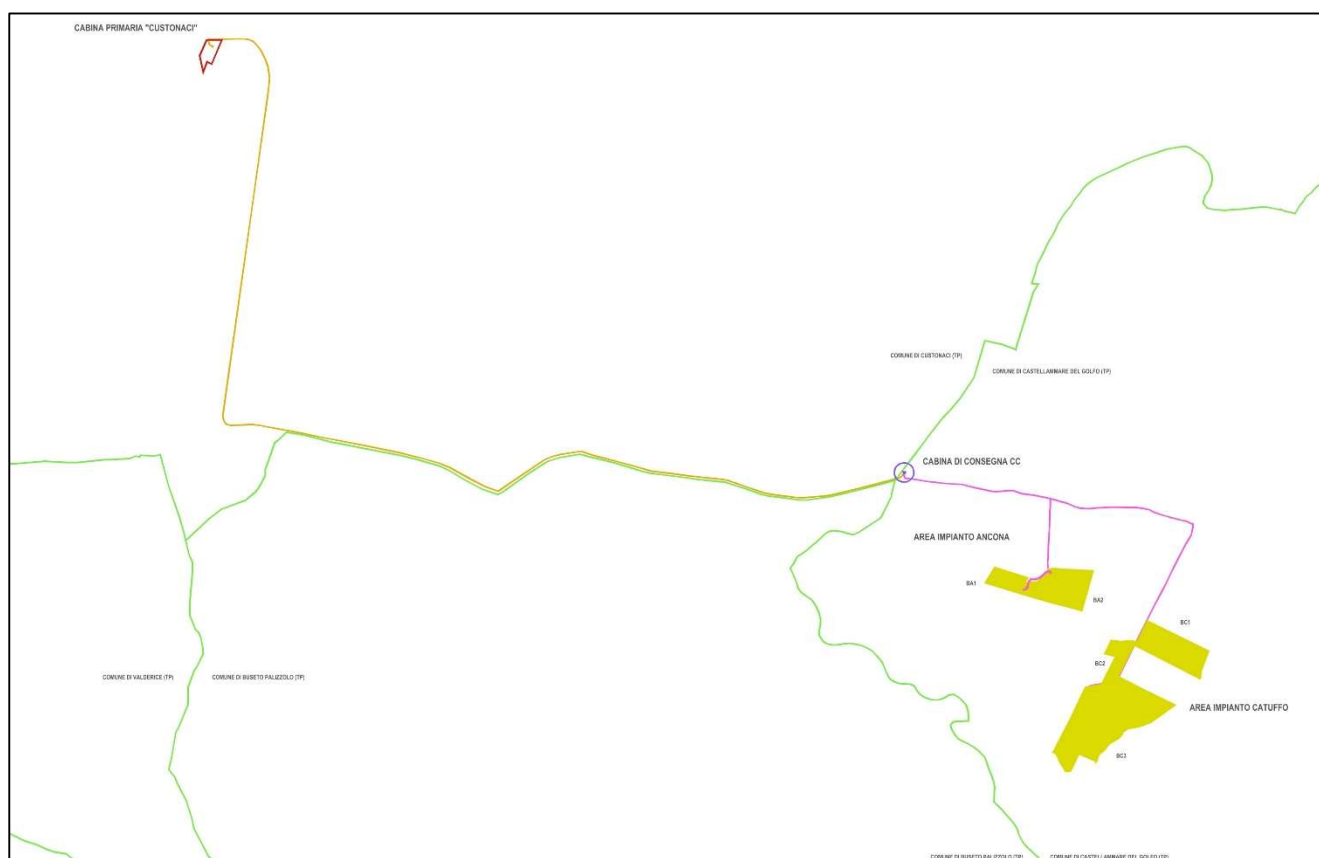 CABINA PRIMARIA "CUSTONACI"
COMUNE DI CUSTONACI (TP)
COMUNE DI CASTELLAMMARE DEL GOLFO (TP)
CABINA DI CONSEGNA CC
AREA IMPIANTO ANCONA
BA1
BA2
BC1
BC2
COMUNE DI VALDERICE (TP)
COMUNE DI BUSETO PALIZZOLO (TP)
AREA IMPIANTO CATUFFO
BC3
COMUNE DI BUSETO PALIZZOLO (TP)
COMUNE DI CASTELLAMMARE DEL GOLFO (TP)